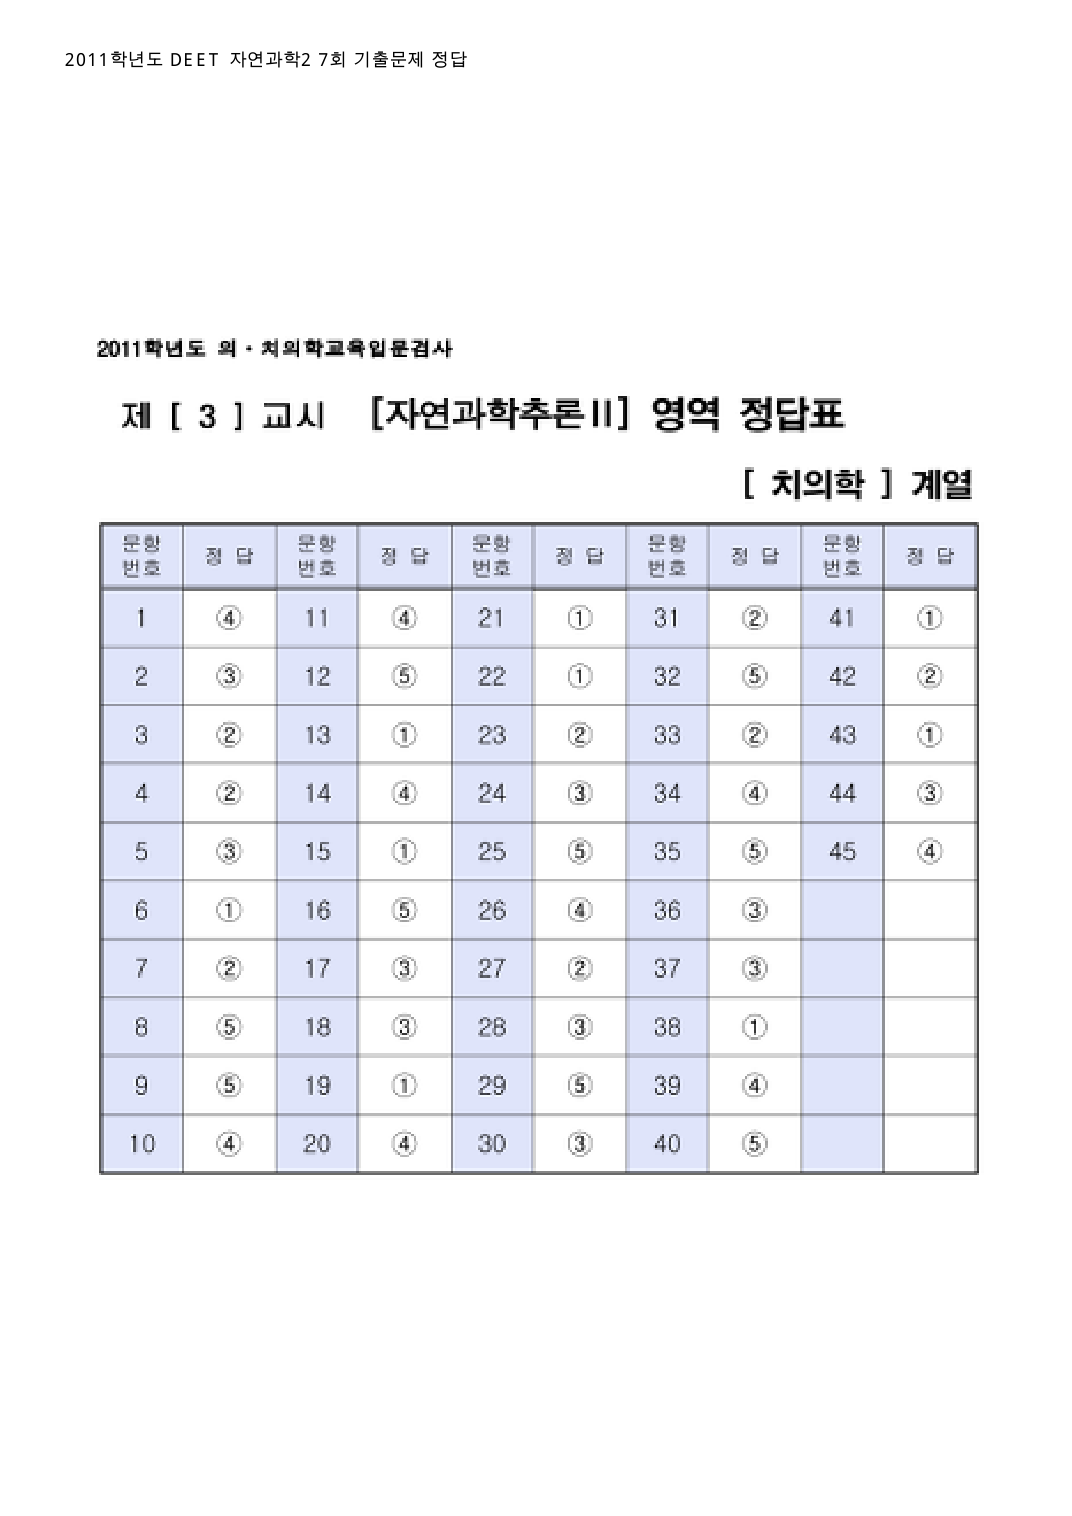 2011학년도 DEET 자연과학2 7회 기출문제 정답
2011학년도 의·치의학교육입문검사
제 [ 3 ] 교시 [자연과학추론Ⅱ] 영역 정답표
[ 치의학 ] 계열
문항 번호 정 답 문항 번호 정 답 문항 번호 정 답 문항 번호 정 답 문항 번호 정 답
1 ④ 11 ④ 21 ① 31 ② 41 ①
2 ③ 12 ⑤ 22 ① 32 ⑤ 42 ②
3 ② 13 ① 23 ② 33 ② 43 ①
4 ② 14 ④ 24 ③ 34 ④ 44 ③
5 ③ 15 ① 25 ⑤ 35 ⑤ 45 ④
6 ① 16 ⑤ 26 ④ 36 ③
7 ② 17 ③ 27 ② 37 ③
8 ⑤ 18 ③ 28 ③ 38 ①
9 ⑤ 19 ① 29 ⑤ 39 ④
10 ④ 20 ④ 30 ③ 40 ⑤